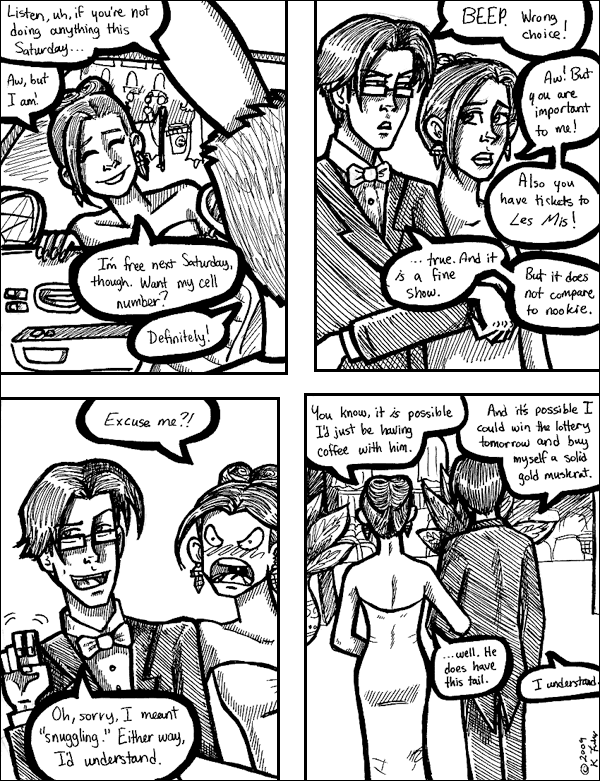 Listen, uh, if you're not
doing anything this
Saturday...
Aw, but
I am!
I'm free next Saturday,
though. Want my cell
number?
Definitely!
BEEP. Wrong
choice!
Aw! But
you are
important
to me!
Also you
have tickets to
Les Mis!
... true. And it
is a fine
show.
But it does
not compare
to nookie.
Excuse me?!
Oh, sorry, I meant
"snuggling." Either way,
I'd understand.
You know, it is possible
I'd just be having
coffee with him.
And it's possible I
could win the lottery
tomorrow and buy
myself a solid
gold muskrat.
...well. He
does have
this tail.
I understand.
©2009
K